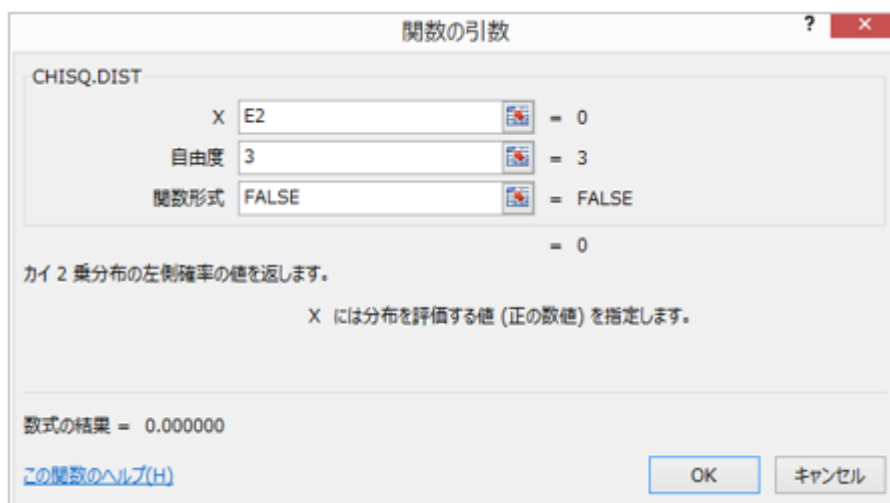 関数の引数 ? ×
CHISQ.DIST
X E2 = 0
自由度 3 = 3
関数形式 FALSE = FALSE
= 0
カイ 2 乗分布の左側確率の値を返します。
X には分布を評価する値 (正の数値) を指定します。
数式の結果 = 0.000000
この関数のヘルプ(H) OK キャンセル